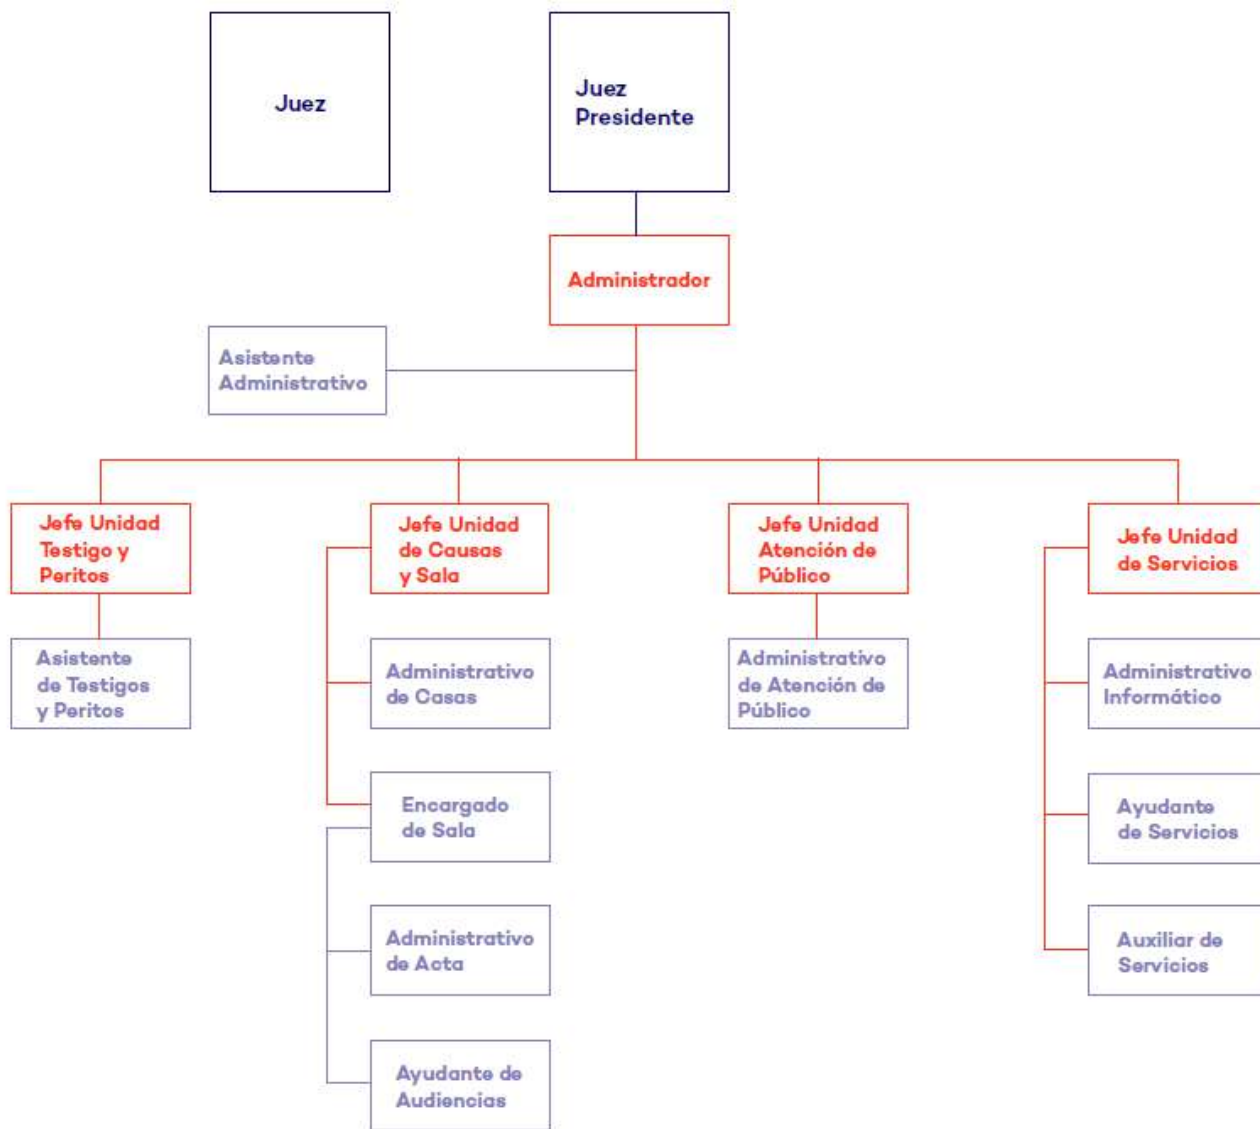 Juez
Juez
Presidente
Administrador
Asistente
Administrativo
Jefe Unidad
Testigo y
Peritos
Jefe Unidad
de Causas
y Sala
Jefe Unidad
Atención de
Público
Jefe Unidad
de Servicios
Asistente
de Testigos
y Peritos
Administrativo
de Casas
Administrativo
de Atención de
Público
Administrativo
Informático
Encargado
de Sala
Ayudante
de Servicios
Administrativo
de Acta
Auxiliar de
Servicios
Ayudante de
Audiencias